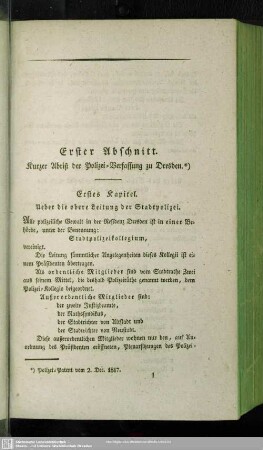 Erster Abschnitt.
Kurzer Abriß der Polizei-Verfassung zu Dresden.*)
Erstes Kapitel.
Ueber die obere Leitung der Stadtpolizei.
Alle polizeiliche Gewalt in der Residenz Dresden ist in einer Be-
hörde, unter der Benennung:
Stadtpolizeikollegium,
vereinigt.
Die Leitung sämmtlicher Angelegenheiten dieses Kollegii ist ei-
nem Präsidenten übertragen.
Als ordentliche Mitglieder sind vom Stadtrathe Zwei
aus seinem Mittel, die deshalb Polizeiräthe genannt werden, dem
Polizei-Kollegio beigeordnet.
Außerordentliche Mitglieder sind:
der zweite Justizbeamte,
der Rathssyndikus,
der Stadtrichter von Altstadt und
der Stadtrichter von Neustadt.
Diese außerordentlichen Mitglieder wohnen nur den, auf An-
ordnung des Präsidenten eröffneten, Plenarsitzungen des Polizei-
*) Polizei-Patent vom 2. Dec. 1817.
1